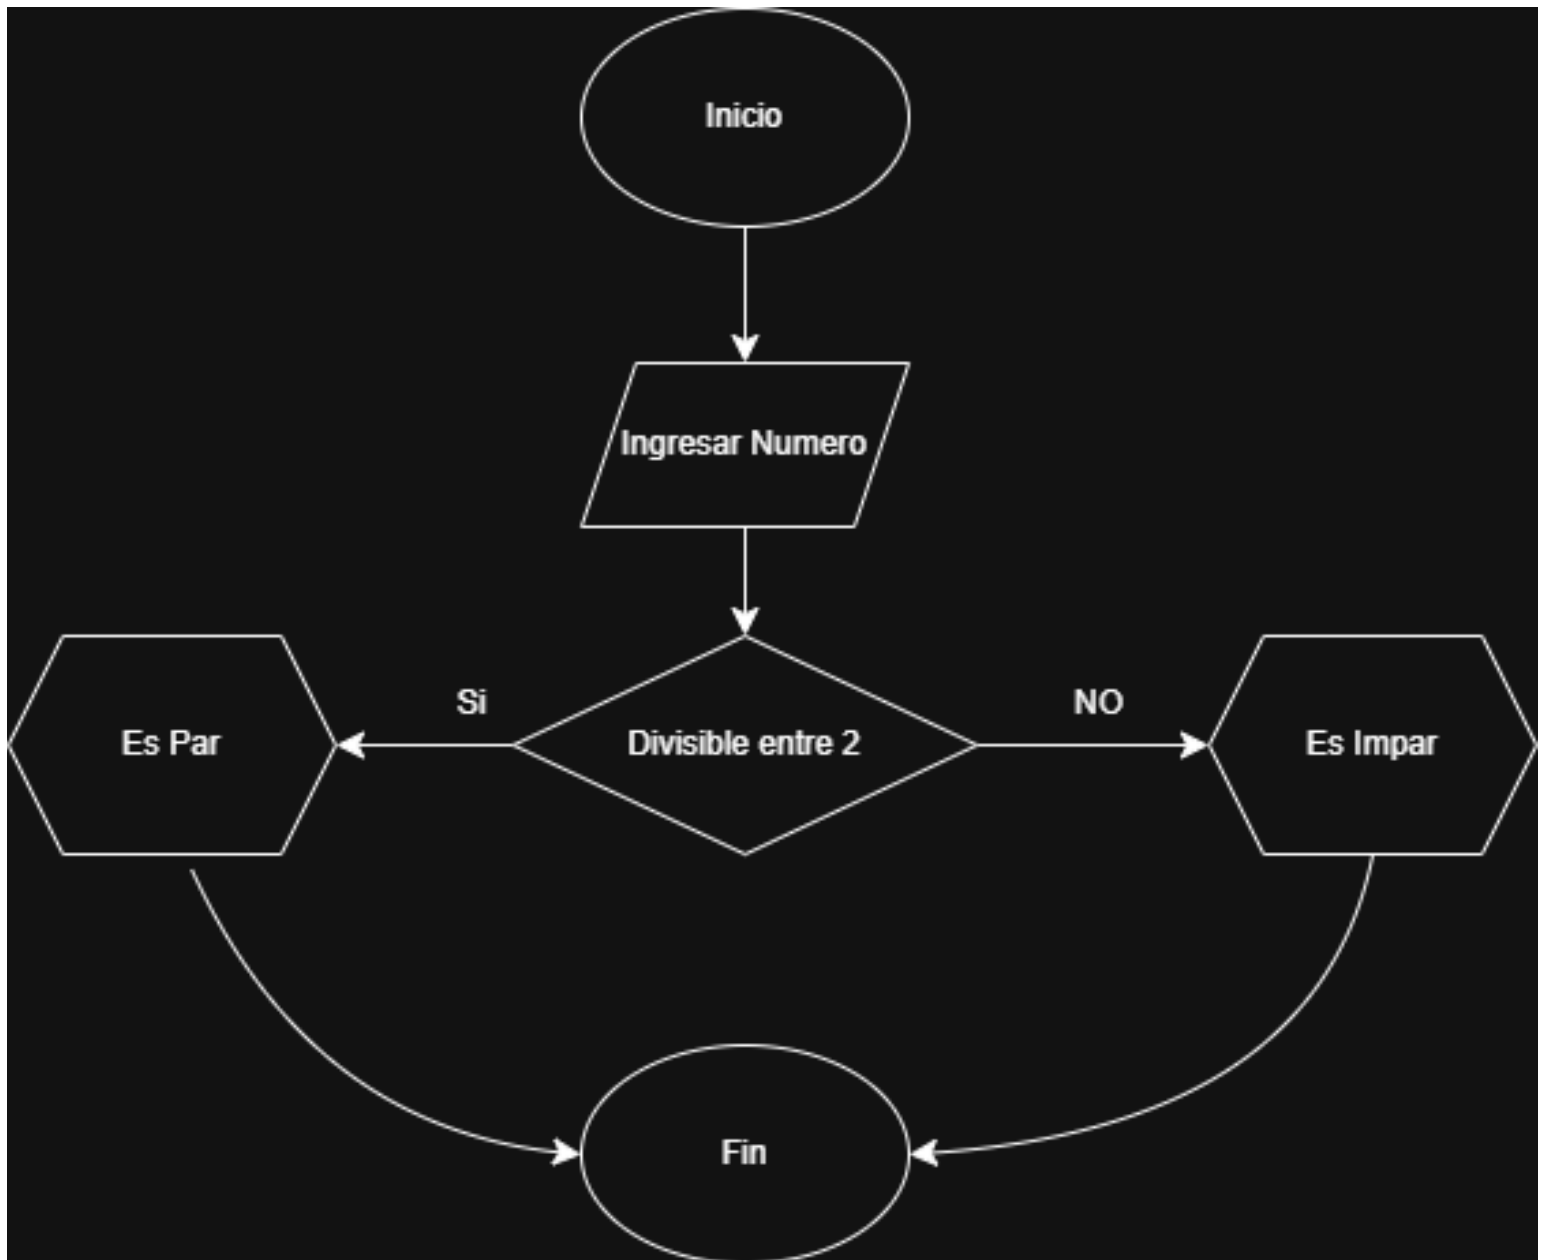 Inicio
Ingresar Numero
Si
NO
Es Par
Divisible entre 2
Es Impar
Fin